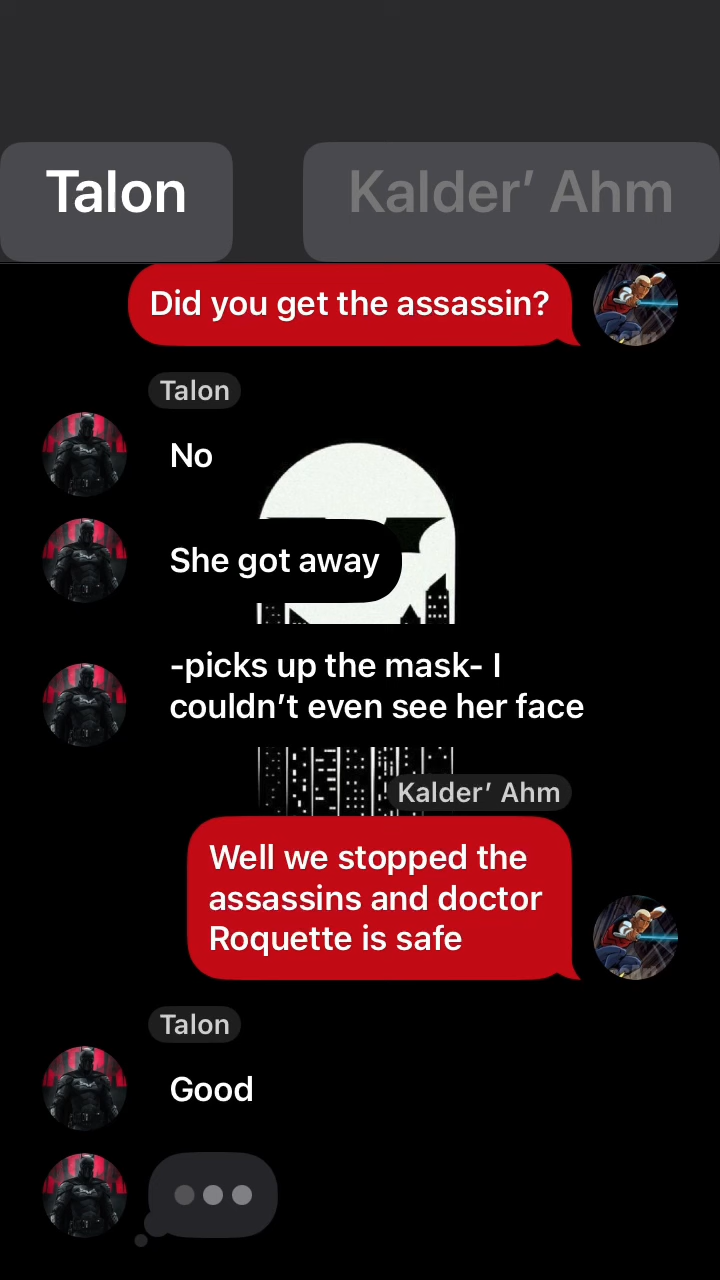 Talon
Kalder’ Ahm
Did you get the assassin?
Talon
No
She got away
-picks up the mask- I
couldn’t even see her face
Kalder’ Ahm
Well we stopped the
assassins and doctor
Roquette is safe
Talon
Good